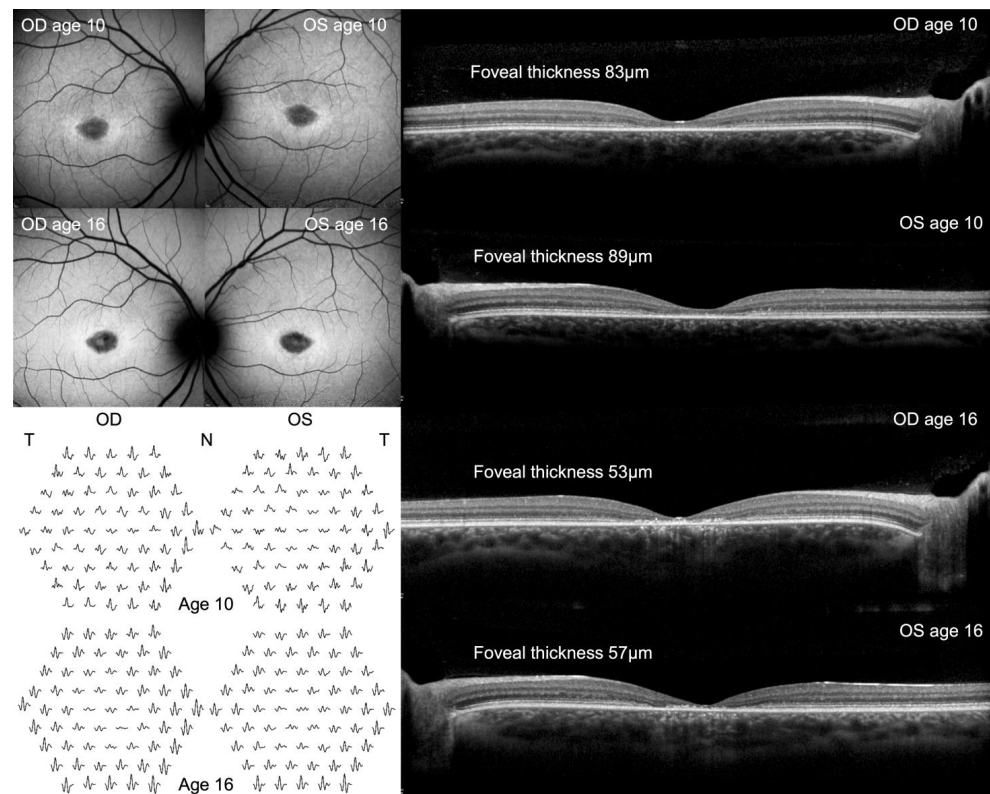 OD age 10
OS age 10
OD age 16
OS age 16
OD
OS
T
N
T
Age 10
Age 16
OD age 10
Foveal thickness 83µm
OS age 10
Foveal thickness 89µm
OD age 16
Foveal thickness 53µm
OS age 16
Foveal thickness 57µm